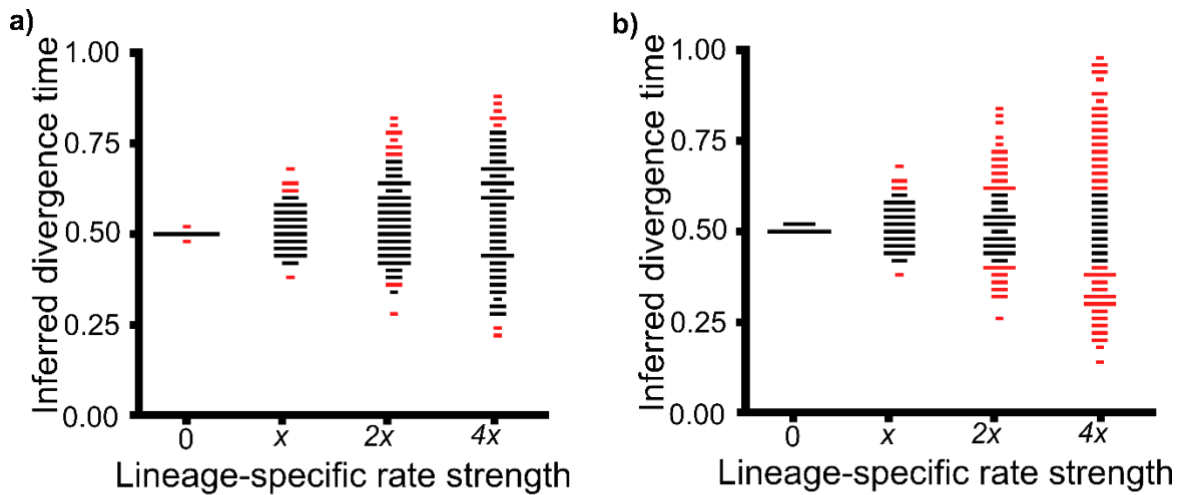 a)
Inferred divergence time
1.00
0.75
0.50
0.25
0.00
0
x
2x
4x
Lineage-specific rate strength
b)
Inferred divergence time
1.00
0.75
0.50
0.25
0.00
0
x
2x
4x
Lineage-specific rate strength